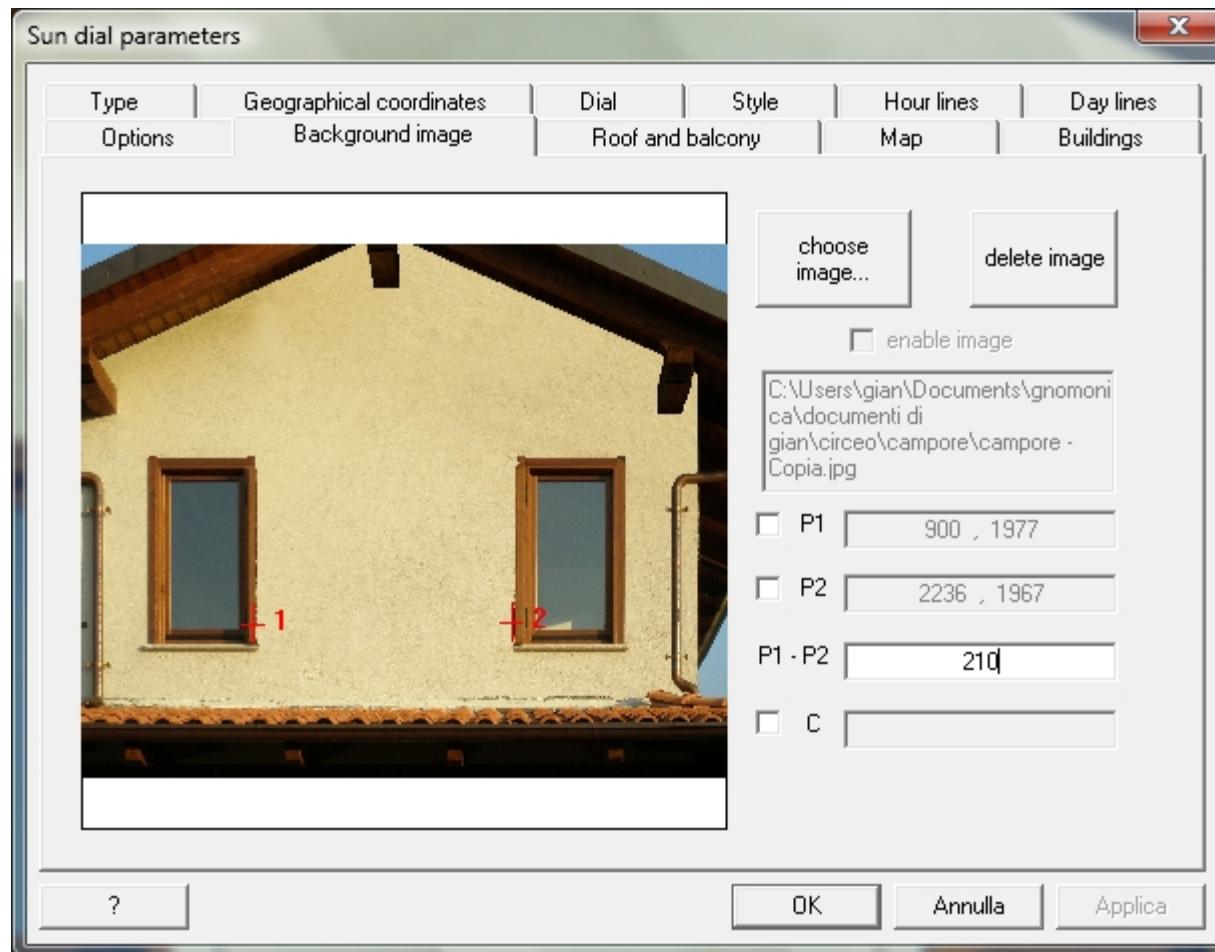 Sun dial parameters
X
Type Geographical coordinates Dial Style Hour lines Day lines
Options Background image Roof and balcony Map Buildings
choose
image...
delete image
enable image
C:\Users\gian\Documents\gnomoni
ca\documenti di
gian\circeo\campore\campore -
Copia.jpg
1
2
P1 900 , 1977
P2 2236 , 1967
P1 - P2 210
C
? OK Annulla Applica